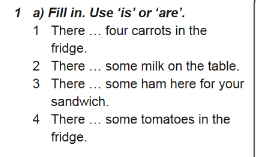 1 a) Fill in. Use ‘is’ or ‘are’.
1 There ... four carrots in the
fridge.
2 There ... some milk on the table.
3 There ... some ham here for your
sandwich.
4 There ... some tomatoes in the
fridge.